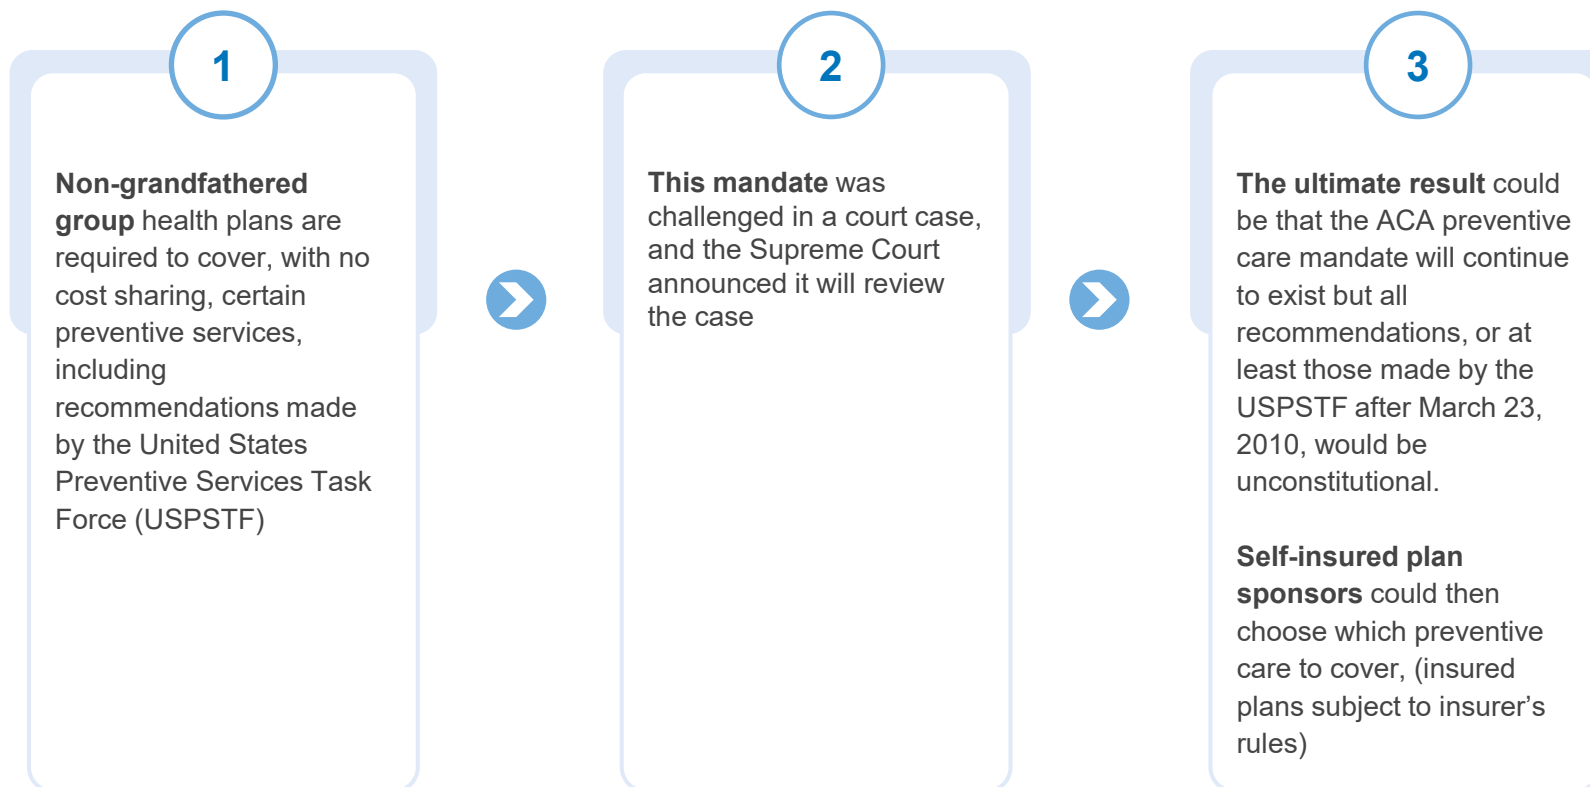 1
Non-grandfathered
group health plans are
required to cover, with no
cost sharing, certain
preventive services,
including
recommendations made
by the United States
Preventive Services Task
Force (USPSTF)
2
This mandate was
challenged in a court case,
and the Supreme Court
announced it will review
the case
3
The ultimate result could
be that the ACA preventive
care mandate will continue
to exist but all
recommendations, or at
least those made by the
USPSTF after March 23,
2010, would be
unconstitutional.
Self-insured plan
sponsors could then
choose which preventive
care to cover, (insured
plans subject to insurer’s
rules)